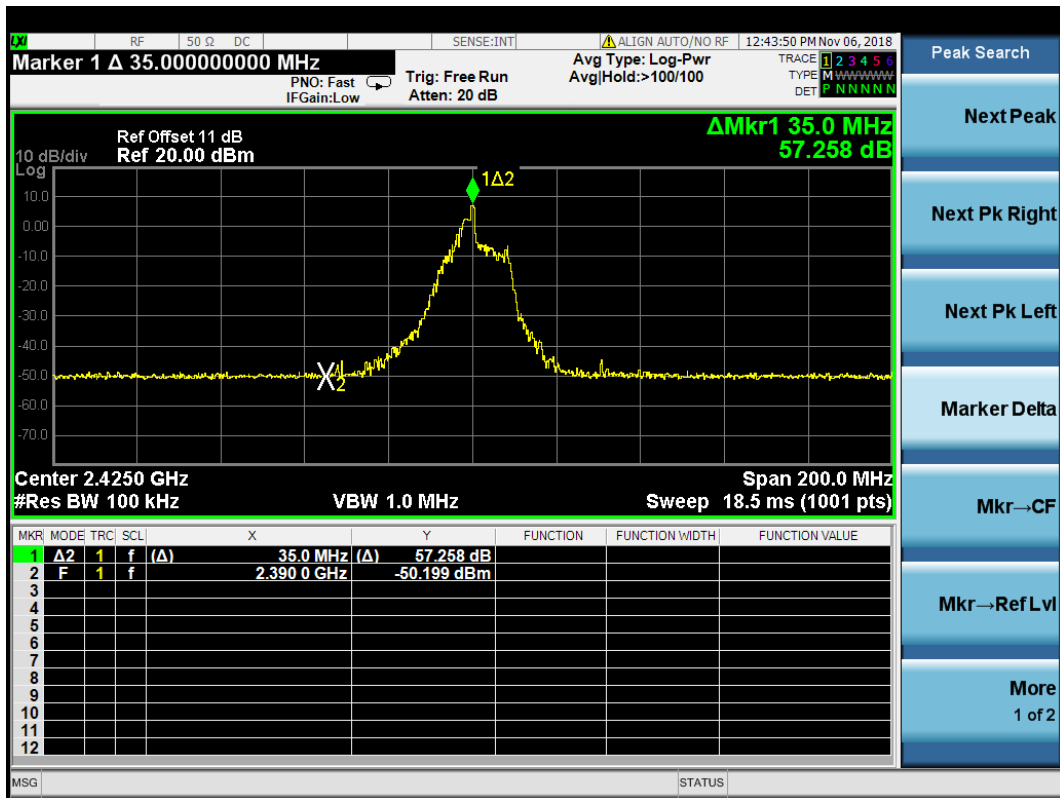 LXI RF 50 Ω DC SENSE:INT ALIGN AUTO/NO RF 12:43:50 PM Nov 06, 2018
Marker 1 Δ 35.000000000 MHz
PNO: Fast
IFGain:Low
Trig: Free Run
Atten: 20 dB
Avg Type: Log-Pwr
Avg|Hold:>100/100
TRACE 1 2 3 4 5 6
TYPE M WWWWW
DET P N N N N N
Peak Search
Next Peak
Next Pk Right
Next Pk Left
Marker Delta
Mkr→CF
Mkr→Ref Lvl
More
1 of 2
ΔMkr1 35.0 MHz
57.258 dB
Ref Offset 11 dB
10 dB/div Ref 20.00 dBm
Log
10.0
0.00
-10.0
-20.0
-30.0
-40.0
-50.0
-60.0
-70.0
1Δ2
2
Center 2.4250 GHz Span 200.0 MHz
#Res BW 100 kHz VBW 1.0 MHz Sweep 18.5 ms (1001 pts)
MKR MODE TRC SCL X Y FUNCTION FUNCTION WIDTH FUNCTION VALUE
1 Δ2 1 f (Δ) 35.0 MHz (Δ) 57.258 dB
2 F 1 f 2.390 0 GHz -50.199 dBm
3
4
5
6
7
8
9
10
11
12
MSG STATUS